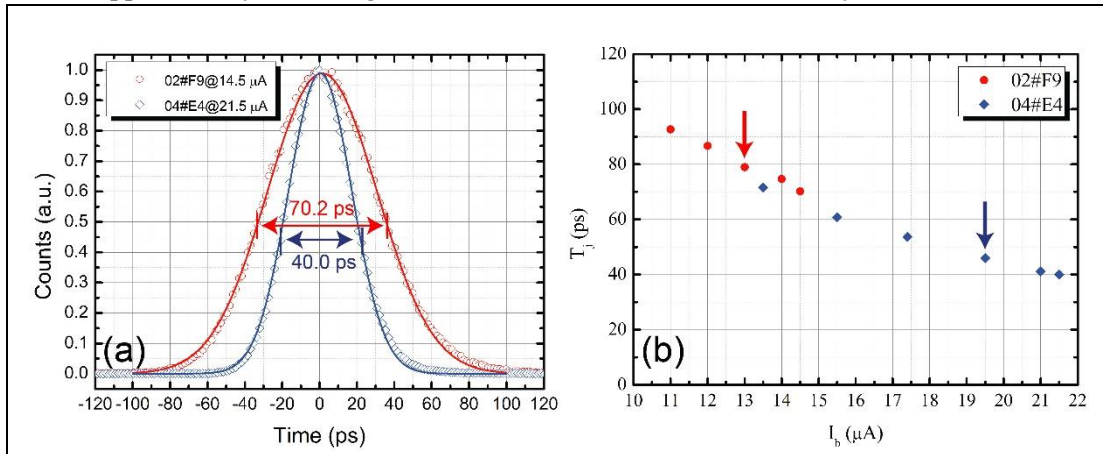 1.0
0.9
0.8
0.7
0.6
0.5
0.4
0.3
0.2
0.1
0.0
Counts (a.u.)
02#F9@14.5 μA
04#E4@21.5 μA
70.2 ps
40.0 ps
(a)
-120 -100 -80 -60 -40 -20 0 20 40 60 80 100 120
Time (ps)
120
100
80
60
40
20
0
T_j (ps)
02#F9
04#E4
(b)
10 11 12 13 14 15 16 17 18 19 20 21 22
I_b (μA)